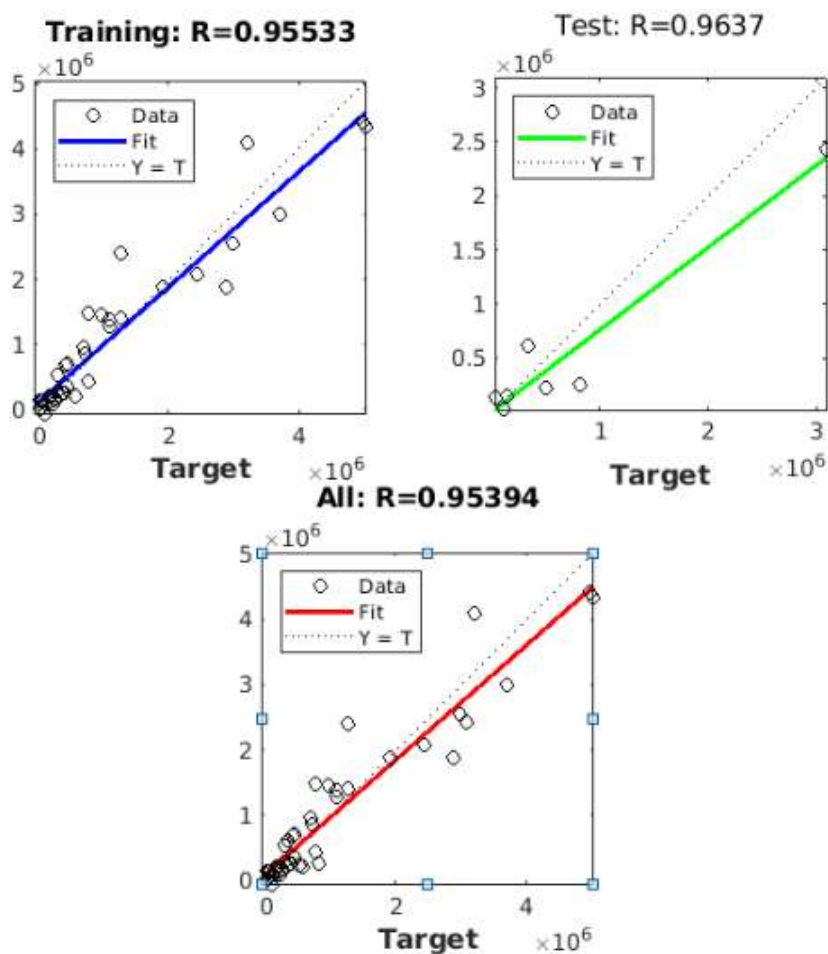 Training: R=0.95533
×10^6
5
4
3
2
1
0
Data
Fit
Y = T
0
2
4
Target
×10^6
Test: R=0.9637
×10^6
3
2.5
2
1.5
1
0.5
Data
Fit
Y = T
1
2
3
Target
×10^6
All: R=0.95394
×10^6
5
4
3
2
1
0
Data
Fit
Y = T
0
2
4
Target
×10^6